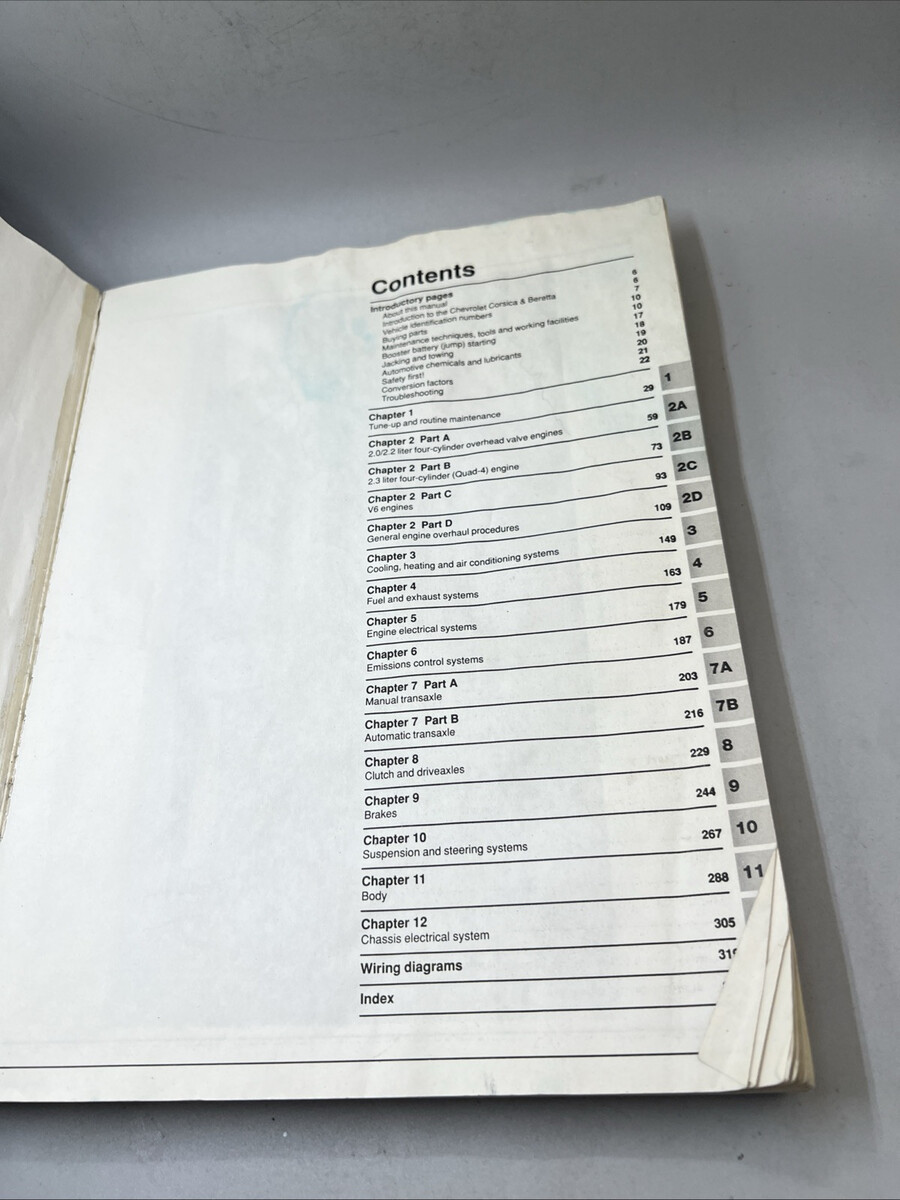 Contents
Introductory pages
About this manual 6
Introduction to the Chevrolet Corsica & Beretta 6
Vehicle identification numbers 7
Buying parts 10
Maintenance techniques, tools and working facilities 10
Booster battery (jump) starting 17
Jacking and towing 18
Automotive chemicals and lubricants 19
Safety first! 20
Conversion factors 21
Troubleshooting 22
Chapter 1
Tune-up and routine maintenance 29 1
Chapter 2 Part A
2.0/2.2 liter four-cylinder overhead valve engines 59 2A
Chapter 2 Part B
2.3 liter four-cylinder (Quad-4) engine 73 2B
Chapter 2 Part C
V6 engines 93 2C
Chapter 2 Part D
General engine overhaul procedures 109 2D
Chapter 3
Cooling, heating and air conditioning systems 149 3
Chapter 4
Fuel and exhaust systems 163 4
Chapter 5
Engine electrical systems 179 5
Chapter 6
Emissions control systems 187 6
Chapter 7 Part A
Manual transaxle 203 7A
Chapter 7 Part B
Automatic transaxle 216 7B
Chapter 8
Clutch and driveaxles 229 8
Chapter 9
Brakes 244 9
Chapter 10
Suspension and steering systems 267 10
Chapter 11
Body 288 11
Chapter 12
Chassis electrical system 305
Wiring diagrams
Index